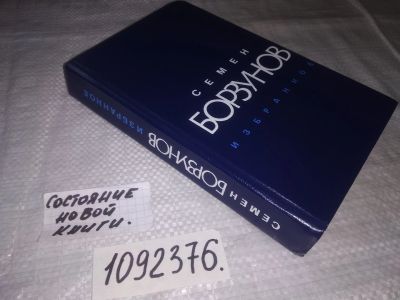 СЕМЕН
БОРЗУНОВ
ИЗБРАННОЕ
СЕМЕН БОРЗУНОВ ИЗБРАННОЕ
СОСТОЯНИЕ
НОВОЙ
КНИГИ.
1092376.